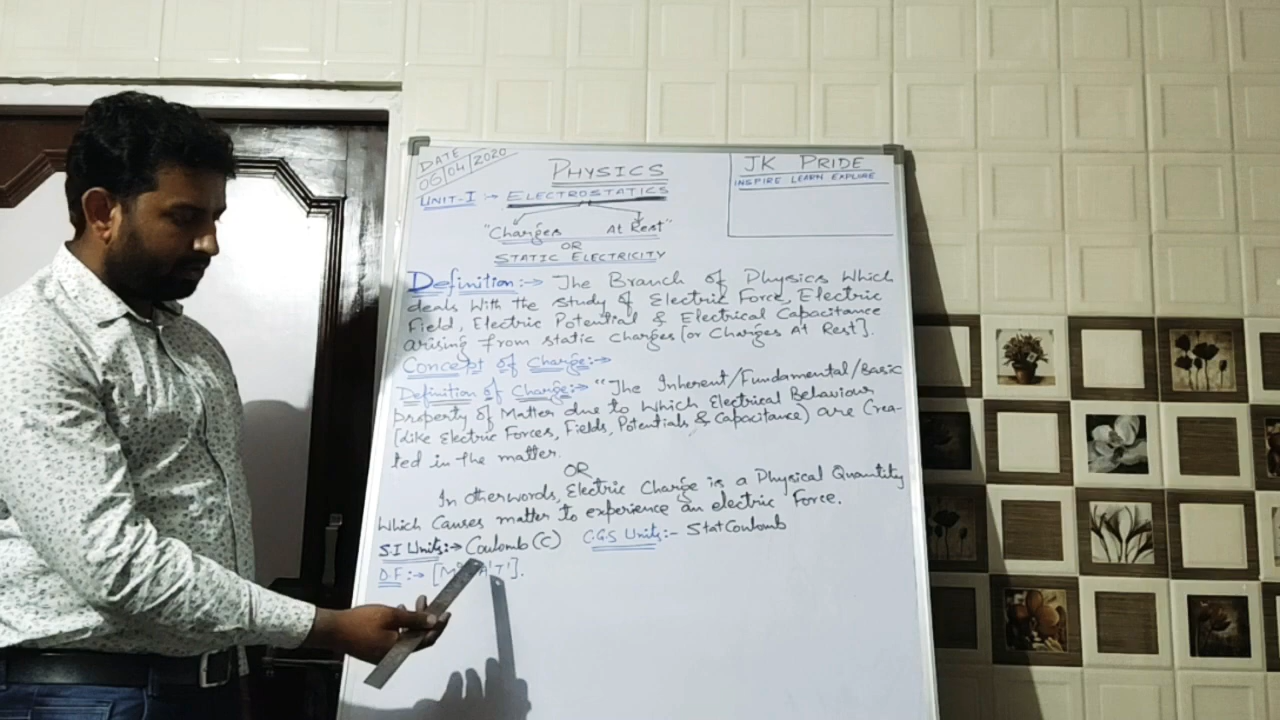 DATE
06/04/2020
PHYSICS
JK PRIDE
INSPIRE LEARN EXPLORE
UNIT-I :→ ELECTROSTATICS
"Charges At Rest"
OR
STATIC ELECTRICITY
Definition:→ The Branch of Physics Which
deals With the study of Electric Force, Electric
Field, Electric Potential & Electrical Capacitance
arising from static charges [or Charges At Rest].
Concept of Charge:→
Definition of Charge:→ "The Inherent/Fundamental/Basic
property of Matter due to Which Electrical Behaviour
[like Electric Forces, Fields, Potentials & Capacitance) are Crea-
ted in the matter.
OR
In otherwords, Electric Charge is a Physical Quantity
Which Causes matter to experience an electric Force.
S.I Units:→ Coulomb (C) C.G.S Units:- StatCoulomb
D.F:→ [M° A'T'].